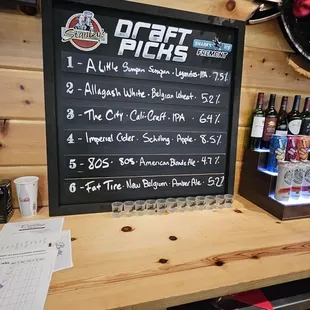 Stanley's
DRAFT
PICKS
FREMONT
1 - A Little Sumpin Sumpin - Lagunitas - IPA - 7.5%
2 - Allagash White - Belgian Wheat - 5.2%
3 - The City - Cali Craft - IPA - 6.4%
4 - Imperial Cider - Schilling - Apple - 8.5%
5 - 805 - 805 - American Blonde Ale - 4.7
6 - Fat Tire - New Belgium - Amber Ale - 5.2